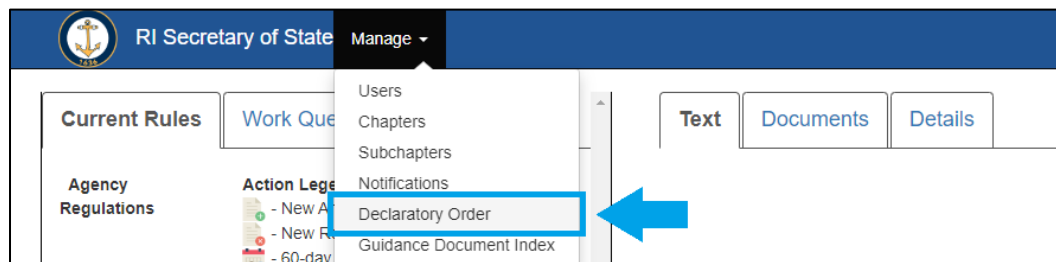 RI Secretary of State Manage
Users
Chapters
Subchapters
Notifications
Declaratory Order
Guidance Document Index
Current Rules
Work Que
Agency
Regulations
Action Lege
- New A
- New R
- 60-day
Text Documents Details
1636